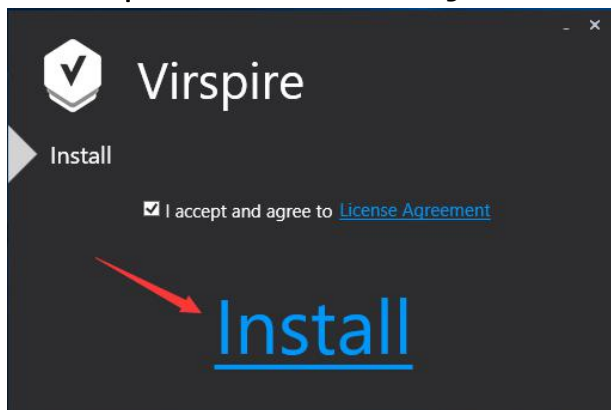 Virspire
Install
I accept and agree to License Agreement
Install